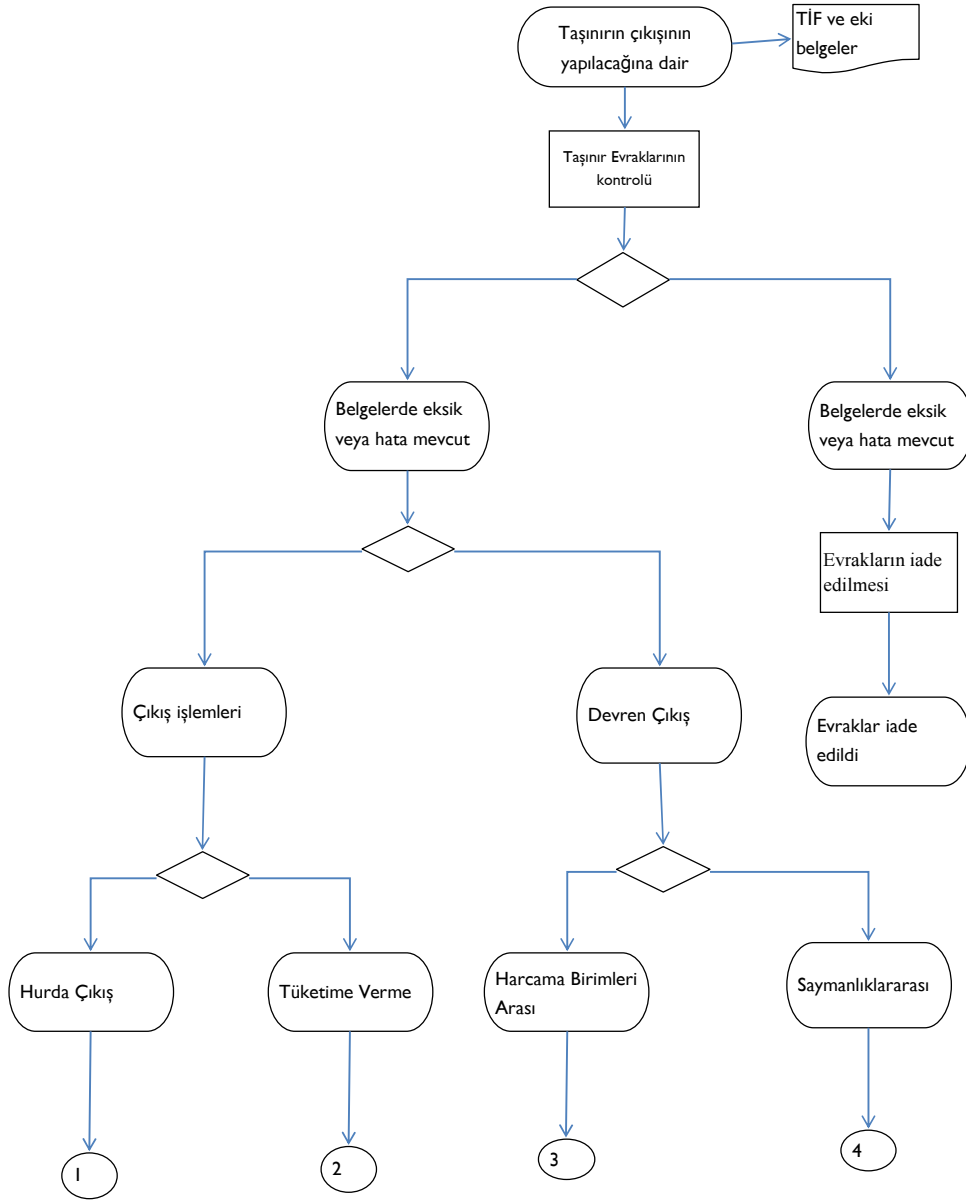 Taşınırın çıkışının
yapılacağına dair
TİF ve eki
belgeler
Taşınır Evraklarının
kontrolü
Belgelerde eksik
veya hata mevcut
Belgelerde eksik
veya hata mevcut
Evrakların iade
edilmesi
Çıkış işlemleri
Devren Çıkış
Evraklar iade
edildi
Hurda Çıkış
Tüketime Verme
Harcama Birimleri
Arası
Saymanlıklararası
1
2
3
4